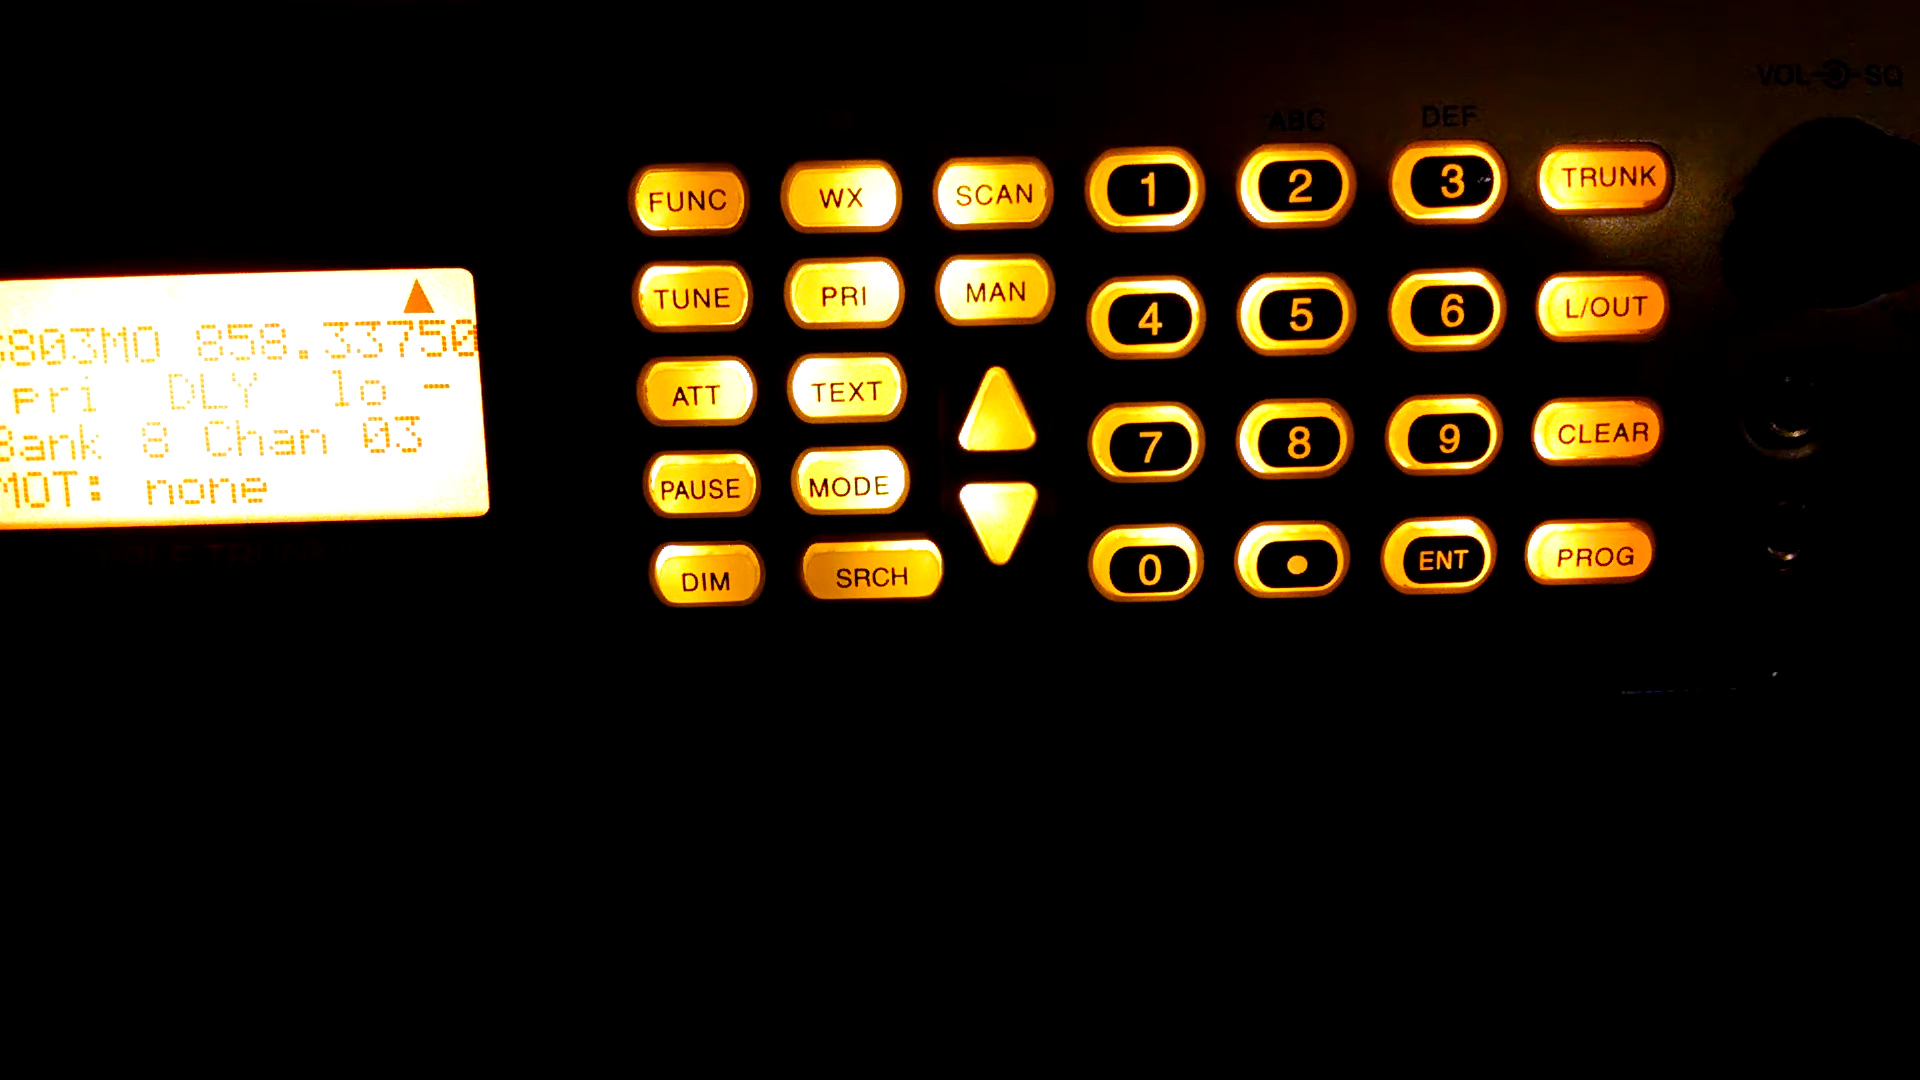 803MO 858.33750
pri DLY lo -
Bank 8 Chan 03
MOT: none
VOL SQ
ABC DEF
FUNC WX SCAN 1 2 3 TRUNK
TUNE PRI MAN 4 5 6 L/OUT
ATT TEXT
PAUSE MODE 7 8 9 CLEAR
DIM SRCH 0 ENT PROG